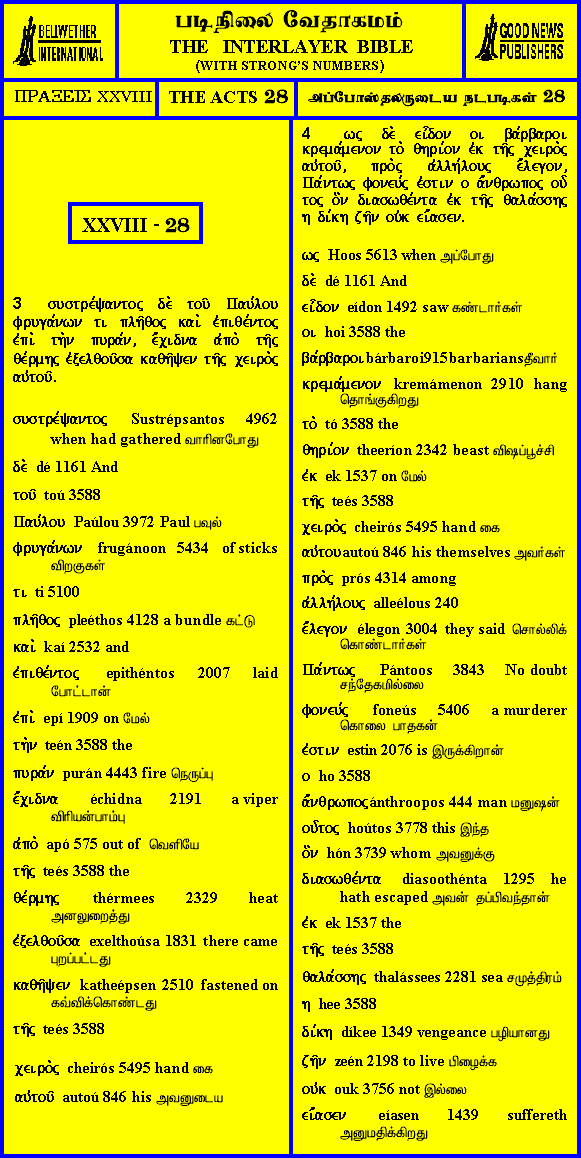 BELLWETHER
INTERNATIONAL
படிநிலை வேதாகமம்
THE INTERLAYER BIBLE
(WITH STRONG'S NUMBERS)
GOOD NEWS
PUBLISHERS
ΠΡΑΞΕΙΣ XXVIII
THE ACTS 28
அப்போஸ்தலருடைய நடபடிகள் 28
XXVIII - 28
3 συστρέψαντος δὲ τοῦ Παύλου
φρυγάνων τι πλῆθος καὶ ἐπιθέντος
ἐπὶ τὴν πυράν, ἔχιδνα ἀπὸ τῆς
θέρμης ἐξελθοῦσα καθῆψεν τῆς χειρὸς
αὐτοῦ.
συστρέψαντος Sustrépsantos 4962
when had gathered வாரினபோது
δὲ dé 1161 And
τοῦ toú 3588
Παύλου Paúlou 3972 Paul பவுல்
φρυγάνων frugánoon 5434 of sticks
விறகுகள்
τι ti 5100
πλῆθος pleéthos 4128 a bundle கட்டு
καὶ kaí 2532 and
ἐπιθέντος epithéntos 2007 laid
போட்டான்
ἐπὶ epí 1909 on மேல்
τὴν teén 3588 the
πυράν purán 4443 fire நெருப்பு
ἔχιδνα échidna 2191 a viper
விரியன்பாம்பு
ἀπὸ apó 575 out of வெளியே
τῆς teés 3588 the
θέρμης thérmees 2329 heat
அனலுறைத்து
ἐξελθοῦσα exelthoúsa 1831 there came
புறப்பட்டது
καθῆψεν katheépsen 2510 fastened on
கவ்விக்கொண்டது
τῆς teés 3588
χειρὸς cheirós 5495 hand கை
αὐτοῦ autoú 846 his அவனுடைய
4 ως δὲ εἶδον οι βάρβαροι
κρεμάμενον τὸ θηρίον ἐκ τῆς χειρὸς
αὐτοῦ, πρὸς ἀλλήλους ἔλεγον,
Πάντως φονεύς ἐστιν ο ἄνθρωπος οὗ
τος ὃν διασωθέντα ἐκ τῆς θαλάσσης
η δίκη ζῆν οὐκ εἴασεν.
ως Hoos 5613 when அப்போது
δὲ dé 1161 And
εἶδον eídon 1492 saw கண்டார்கள்
οι hoi 3588 the
βάρβαροι bárbaroi 915 barbarians தீவார்
κρεμάμενον kremámenon 2910 hang
தொங்குகிறது
τὸ tó 3588 the
θηρίον theeríon 2342 beast விஷப்பூச்சி
ἐκ ek 1537 on மேல்
τῆς teés 3588
χειρὸς cheirós 5495 hand கை
αὐτου autoú 846 his themselves அவர்கள்
πρὸς prós 4314 among
ἀλλήλους alleélous 240
ἔλεγον élegon 3004 they said சொல்லிக்
கொண்டார்கள்
Πάντως Pántoos 3843 No doubt
சந்தேகமில்லை
φονεύς foneús 5406 a murderer
கொலை பாதகன்
ἐστιν estin 2076 is இருக்கிறான்
ο ho 3588
ἄνθρωπος ánthroopos 444 man மனுஷன்
οὗτος hoútos 3778 this இந்த
ὃν hón 3739 whom அவனுக்கு
διασωθέντα diasoothénta 1295 he
hath escaped அவன் தப்பிவந்தான்
ἐκ ek 1537 the
τῆς teés 3588
θαλάσσης thalássees 2281 sea சமுத்திரம்
η hee 3588
δίκη díkee 1349 vengeance பழியானது
ζῆν zeén 2198 to live பிழைக்க
οὐκ ouk 3756 not இல்லை
εἴασεν eíasen 1439 suffereth
அனுமதிக்கிறது